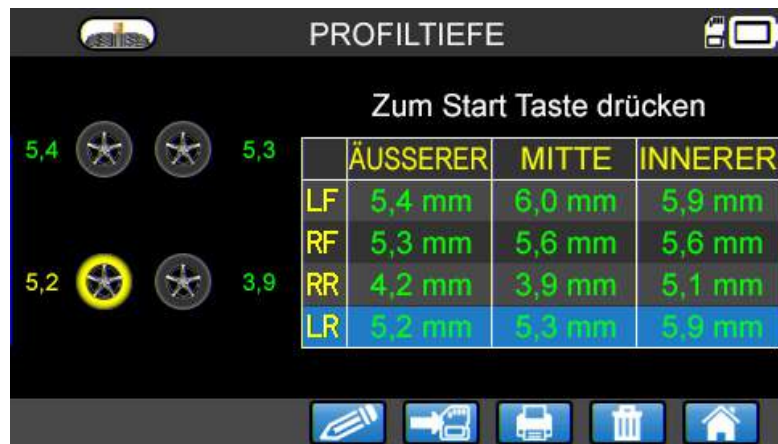 PROFILTIEFE
Zum Start Taste drücken
5,4 5,3
5,2 3,9
ÄUSSERER MITTE INNERER
LF 5,4 mm 6,0 mm 5,9 mm
RF 5,3 mm 5,6 mm 5,6 mm
RR 4,2 mm 3,9 mm 5,1 mm
LR 5,2 mm 5,3 mm 5,9 mm